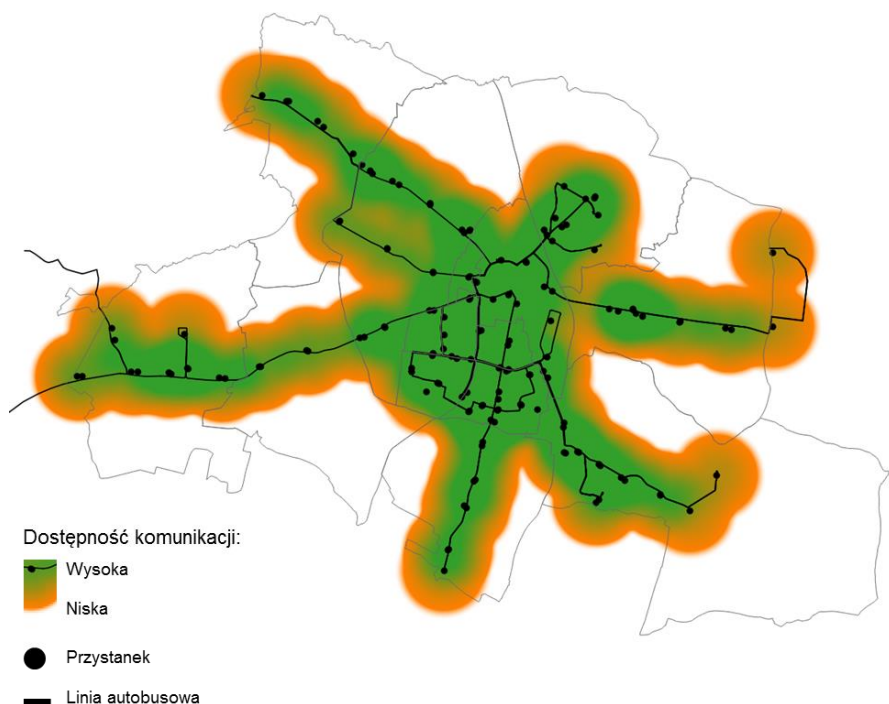 Dostępność komunikacji:
Wysoka
Niska
Przystanek
Linia autobusowa